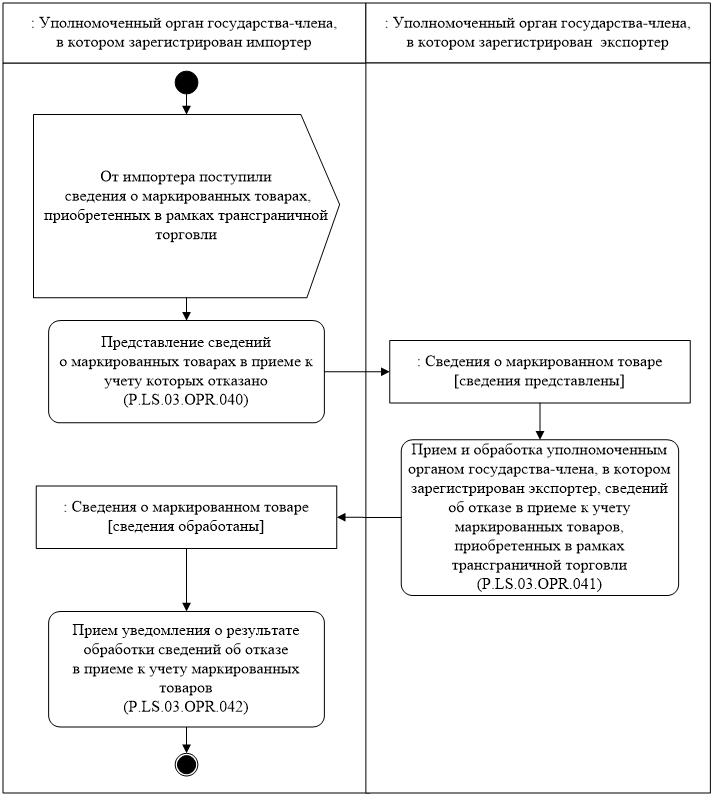 : Уполномоченный орган государства-члена,
в котором зарегистрирован импортер
: Уполномоченный орган государства-члена,
в котором зарегистрирован экспортер
От импортера поступили
сведения о маркированных товарах,
приобретенных в рамках трансграничной
торговли
Представление сведений
о маркированных товарах в приеме к
учету которых отказано
(P.LS.03.OPR.040)
: Сведения о маркированном товаре
[сведения представлены]
Прием и обработка уполномоченным
органом государства-члена, в котором
зарегистрирован экспортер, сведений
об отказе в приеме к учету
маркированных товаров,
приобретенных в рамках
трансграничной торговли
(P.LS.03.OPR.041)
: Сведения о маркированном товаре
[сведения обработаны]
Прием уведомления о результате
обработки сведений об отказе
в приеме к учету маркированных
товаров
(P.LS.03.OPR.042)